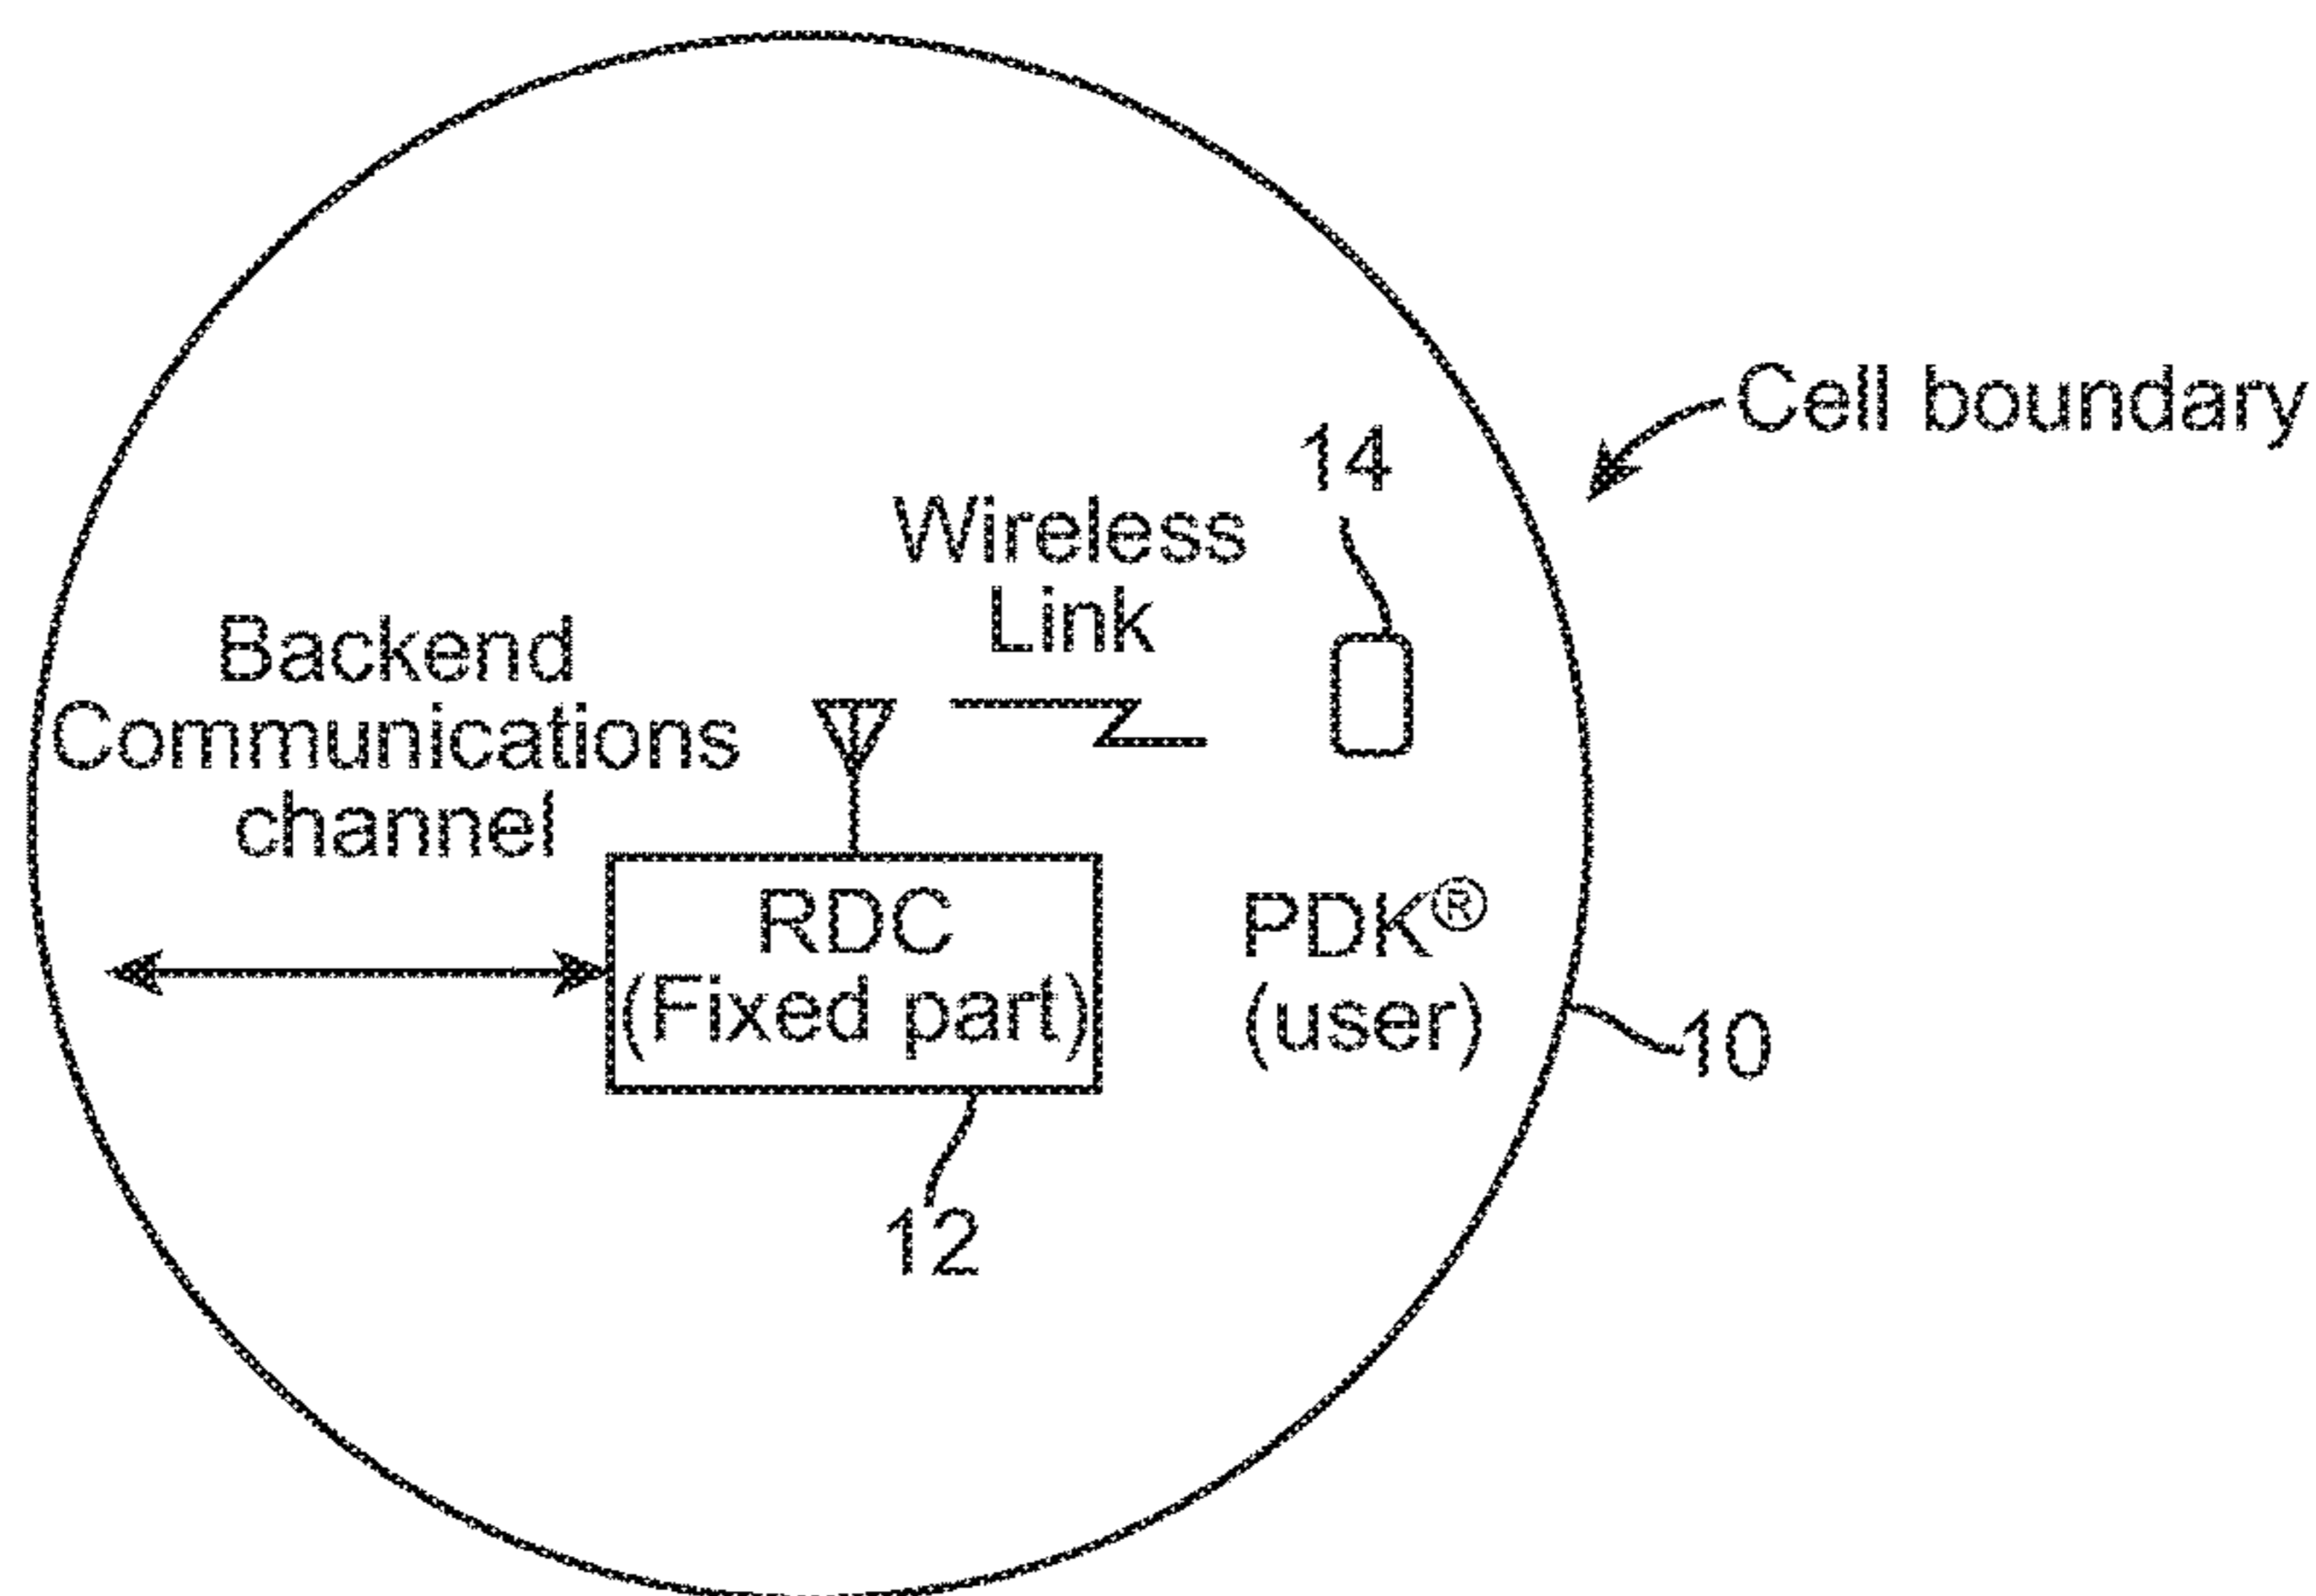 Cell boundary
14
Wireless
Link
Backend
Communications
channel
RDC
(Fixed part)
PDK®
(user)
10
12